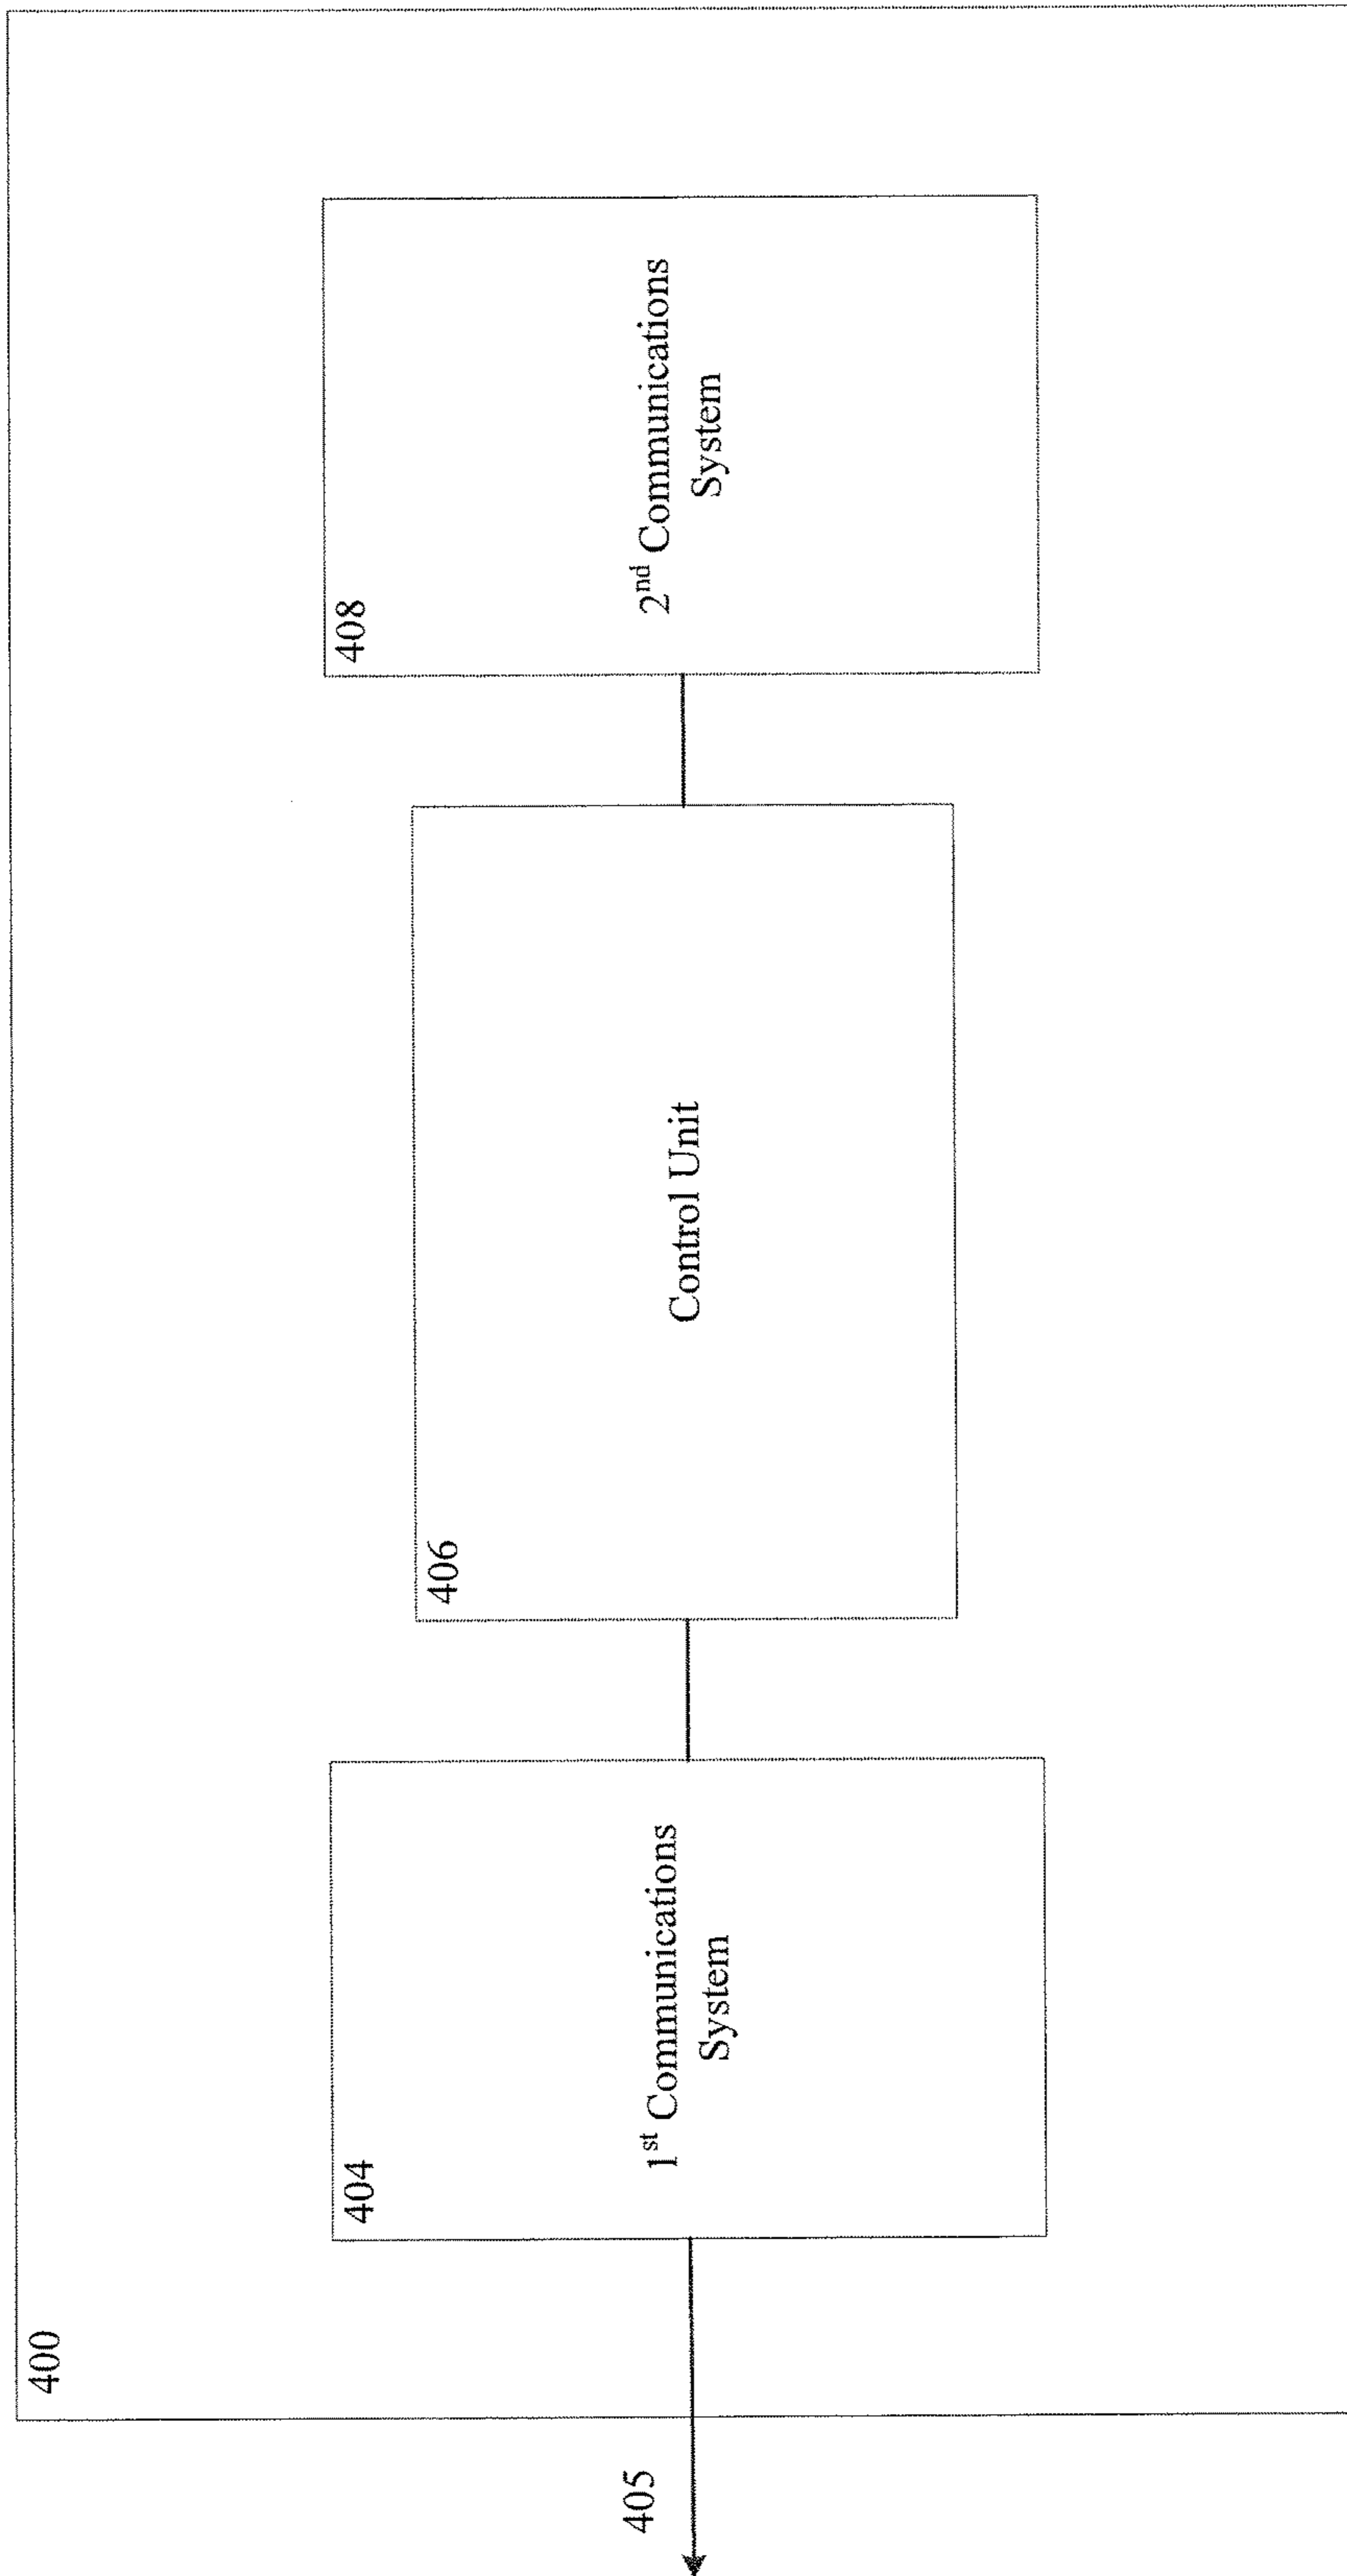 400
405
404
1st Communications
System
406
Control Unit
408
2nd Communications
System